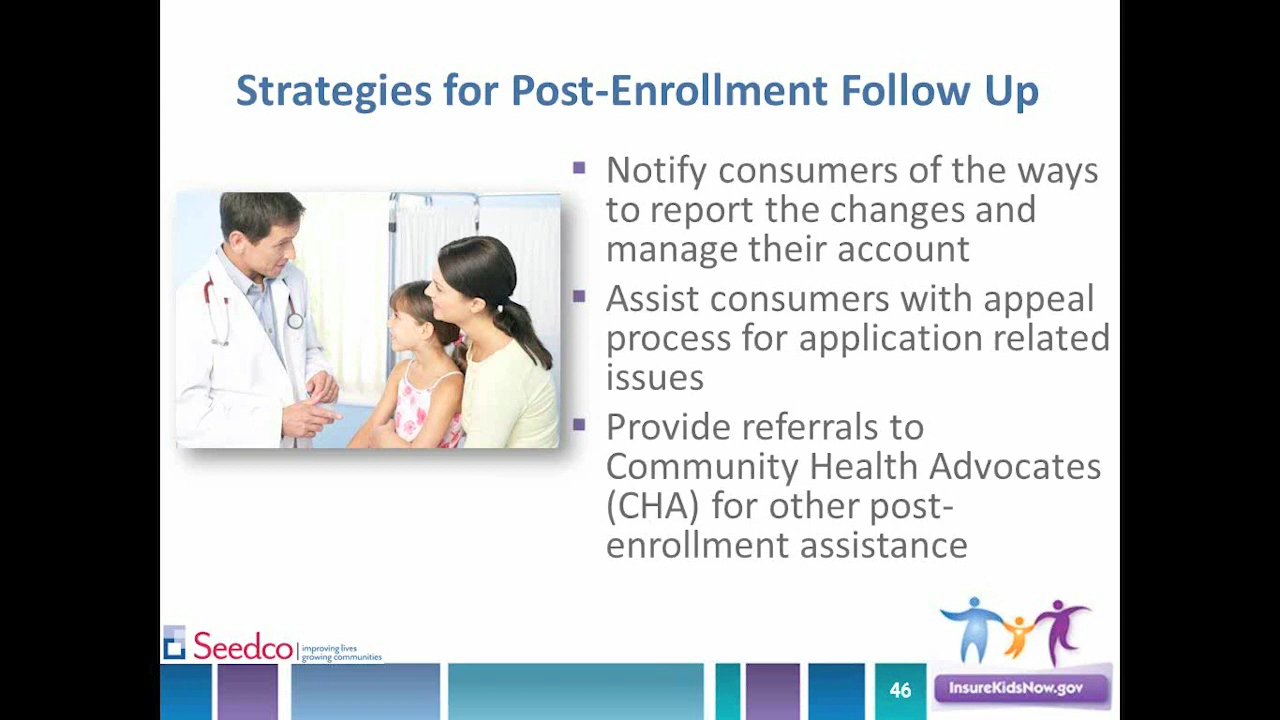 Strategies for Post-Enrollment Follow Up
Notify consumers of the ways
to report the changes and
manage their account
Assist consumers with appeal
process for application related
issues
Provide referrals to
Community Health Advocates
(CHA) for other post-
enrollment assistance
Seedco
improving lives
growing communities
46
InsureKidsNow.gov